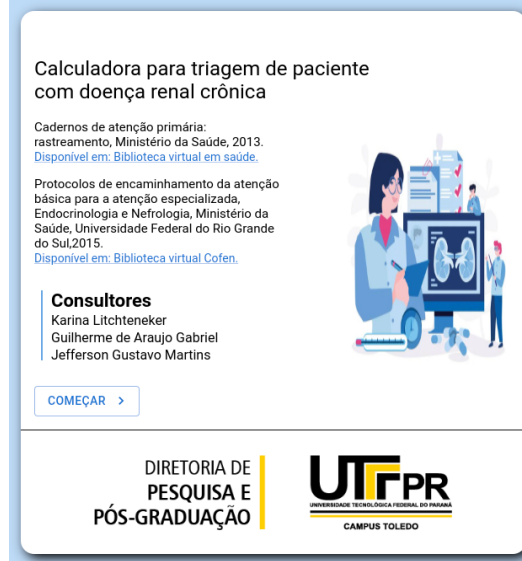 Calculadora para triagem de paciente
com doença renal crônica
Cadernos de atenção primária:
rastreamento, Ministério da Saúde, 2013.
Disponível em: Biblioteca virtual em saúde.
Protocolos de encaminhamento da atenção
básica para a atenção especializada,
Endocrinologia e Nefrologia, Ministério da
Saúde, Universidade Federal do Rio Grande
do Sul,2015.
Disponível em: Biblioteca virtual Cofen.
Consultores
Karina Litchteneker
Guilherme de Araujo Gabriel
Jefferson Gustavo Martins
COMEÇAR
DIRETORIA DE
PESQUISA E
PÓS-GRADUAÇÃO
UTFPR
UNIVERSIDADE TECNOLÓGICA FEDERAL DO PARANÁ
CAMPUS TOLEDO